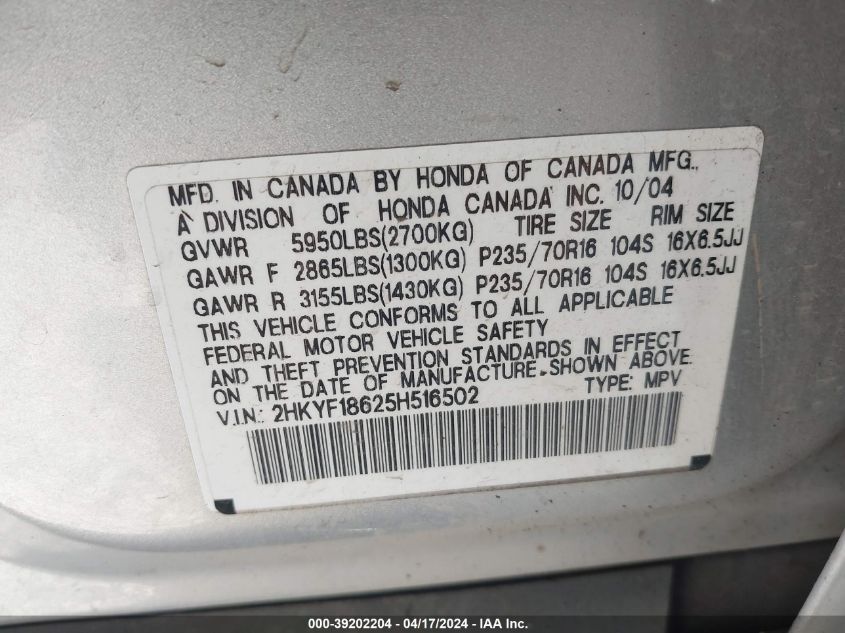 MFD. IN CANADA BY HONDA OF CANADA MFG.,
A DIVISION OF HONDA CANADA INC. 10/04
GVWR 5950LBS(2700KG) TIRE SIZE RIM SIZE
GAWR F 2865LBS(1300KG) P235/70R16 104S 16X6.5JJ
GAWR R 3155LBS(1430KG) P235/70R16 104S 16X6.5JJ
THIS VEHICLE CONFORMS TO ALL APPLICABLE
FEDERAL MOTOR VEHICLE SAFETY
AND THEFT PREVENTION STANDARDS IN EFFECT
ON THE DATE OF MANUFACTURE SHOWN ABOVE.
V.I.N.: 2HKYF18625H516502 TYPE: MPV
000-39202204 - 04/17/2024 - IAA Inc.